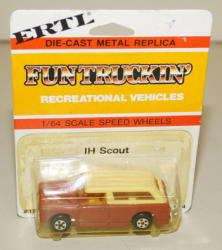 ERTL
DIE-CAST METAL REPLICA
FUN TRUCKIN'
RECREATIONAL VEHICLES
1/64 SCALE SPEED WHEELS
IH Scout